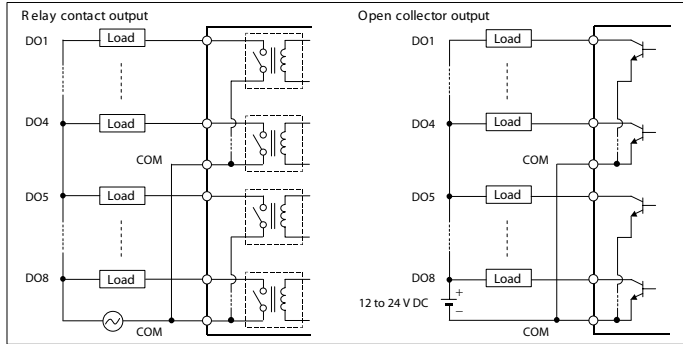 Relay contact output
DO1
Load
DO4
Load
COM
DO5
Load
DO8
Load
COM
Open collector output
DO1
Load
DO4
Load
COM
DO5
Load
DO8
Load
12 to 24 V DC
+
−
COM